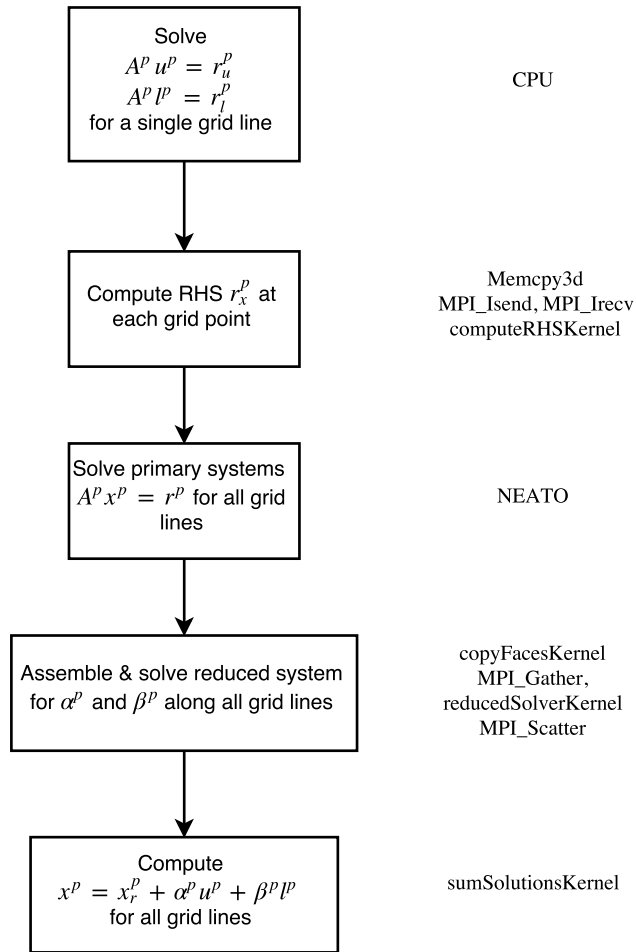 Solve
A^p u^p = r_u^p
A^p l^p = r_l^p
for a single grid line
CPU
Compute RHS r_x^p at
each grid point
Memcpy3d
MPI_Isend, MPI_Irecv
computeRHSKernel
Solve primary systems
A^p x^p = r^p for all grid
lines
NEATO
Assemble & solve reduced system
for α^p and β^p along all grid lines
copyFacesKernel
MPI_Gather,
reducedSolverKernel
MPI_Scatter
Compute
x^p = x_r^p + α^p u^p + β^p l^p
for all grid lines
sumSolutionsKernel